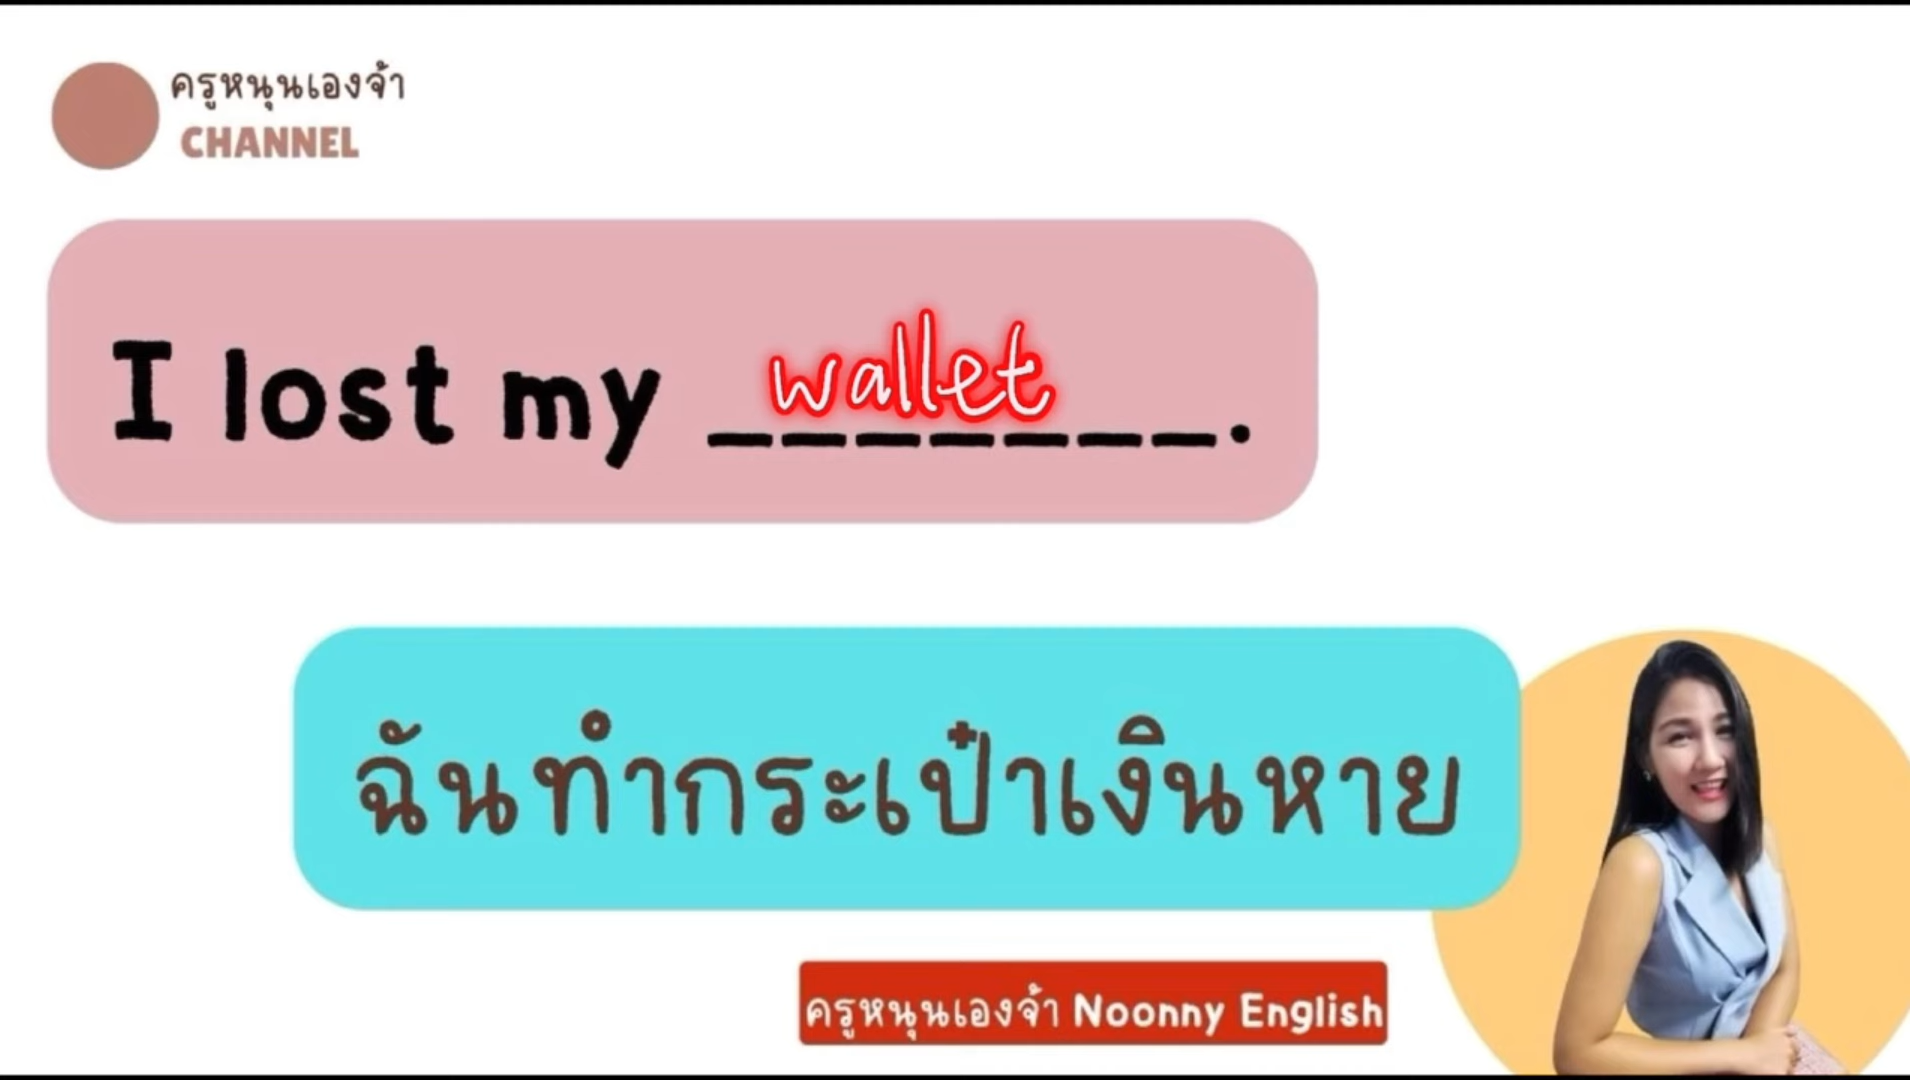 ครูหนุนเองจ้า
CHANNEL
I lost my wallet_______.
ฉันทำกระเป๋าเงินหาย
ครูหนุนเองจ้า Noonny English